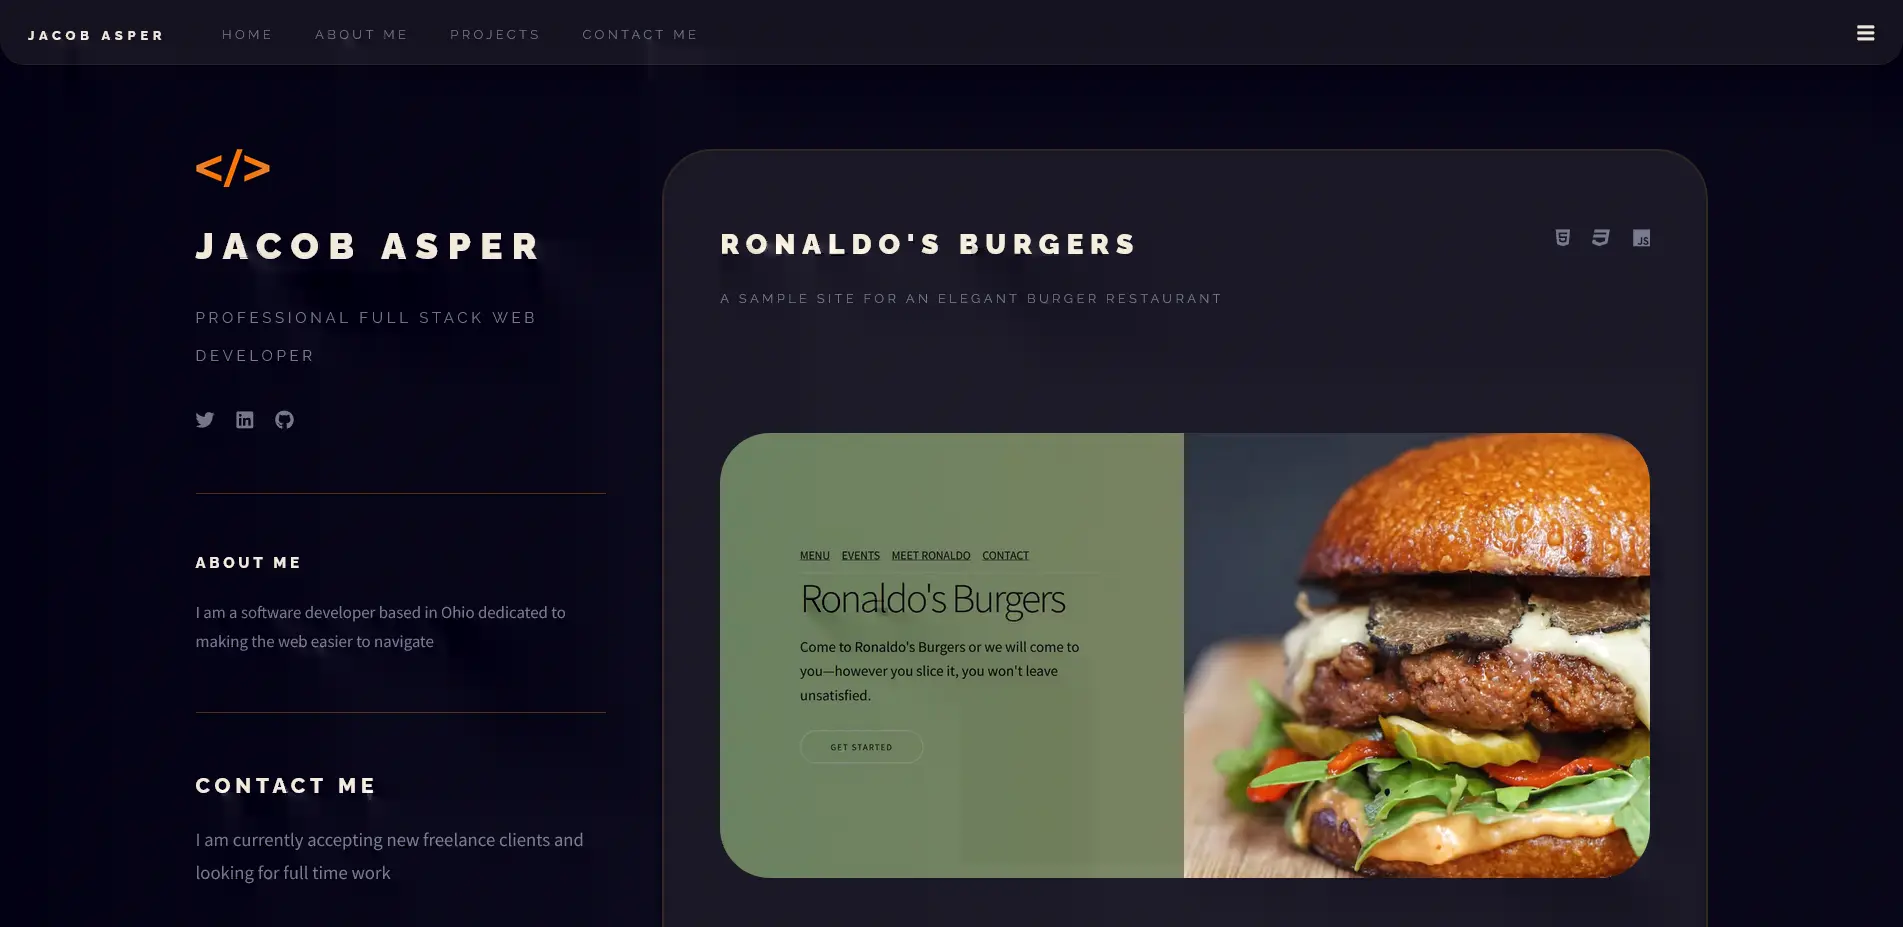 JACOB ASPER HOME ABOUT ME PROJECTS CONTACT ME
</>
JACOB ASPER
PROFESSIONAL FULL STACK WEB
DEVELOPER
ABOUT ME
I am a software developer based in Ohio dedicated to
making the web easier to navigate
CONTACT ME
I am currently accepting new freelance clients and
looking for full time work
RONALDO'S BURGERS
JS
A SAMPLE SITE FOR AN ELEGANT BURGER RESTAURANT
MENU EVENTS MEET RONALDO CONTACT
Ronaldo's Burgers
Come to Ronaldo's Burgers or we will come to
you—however you slice it, you won't leave
unsatisfied.
GET STARTED